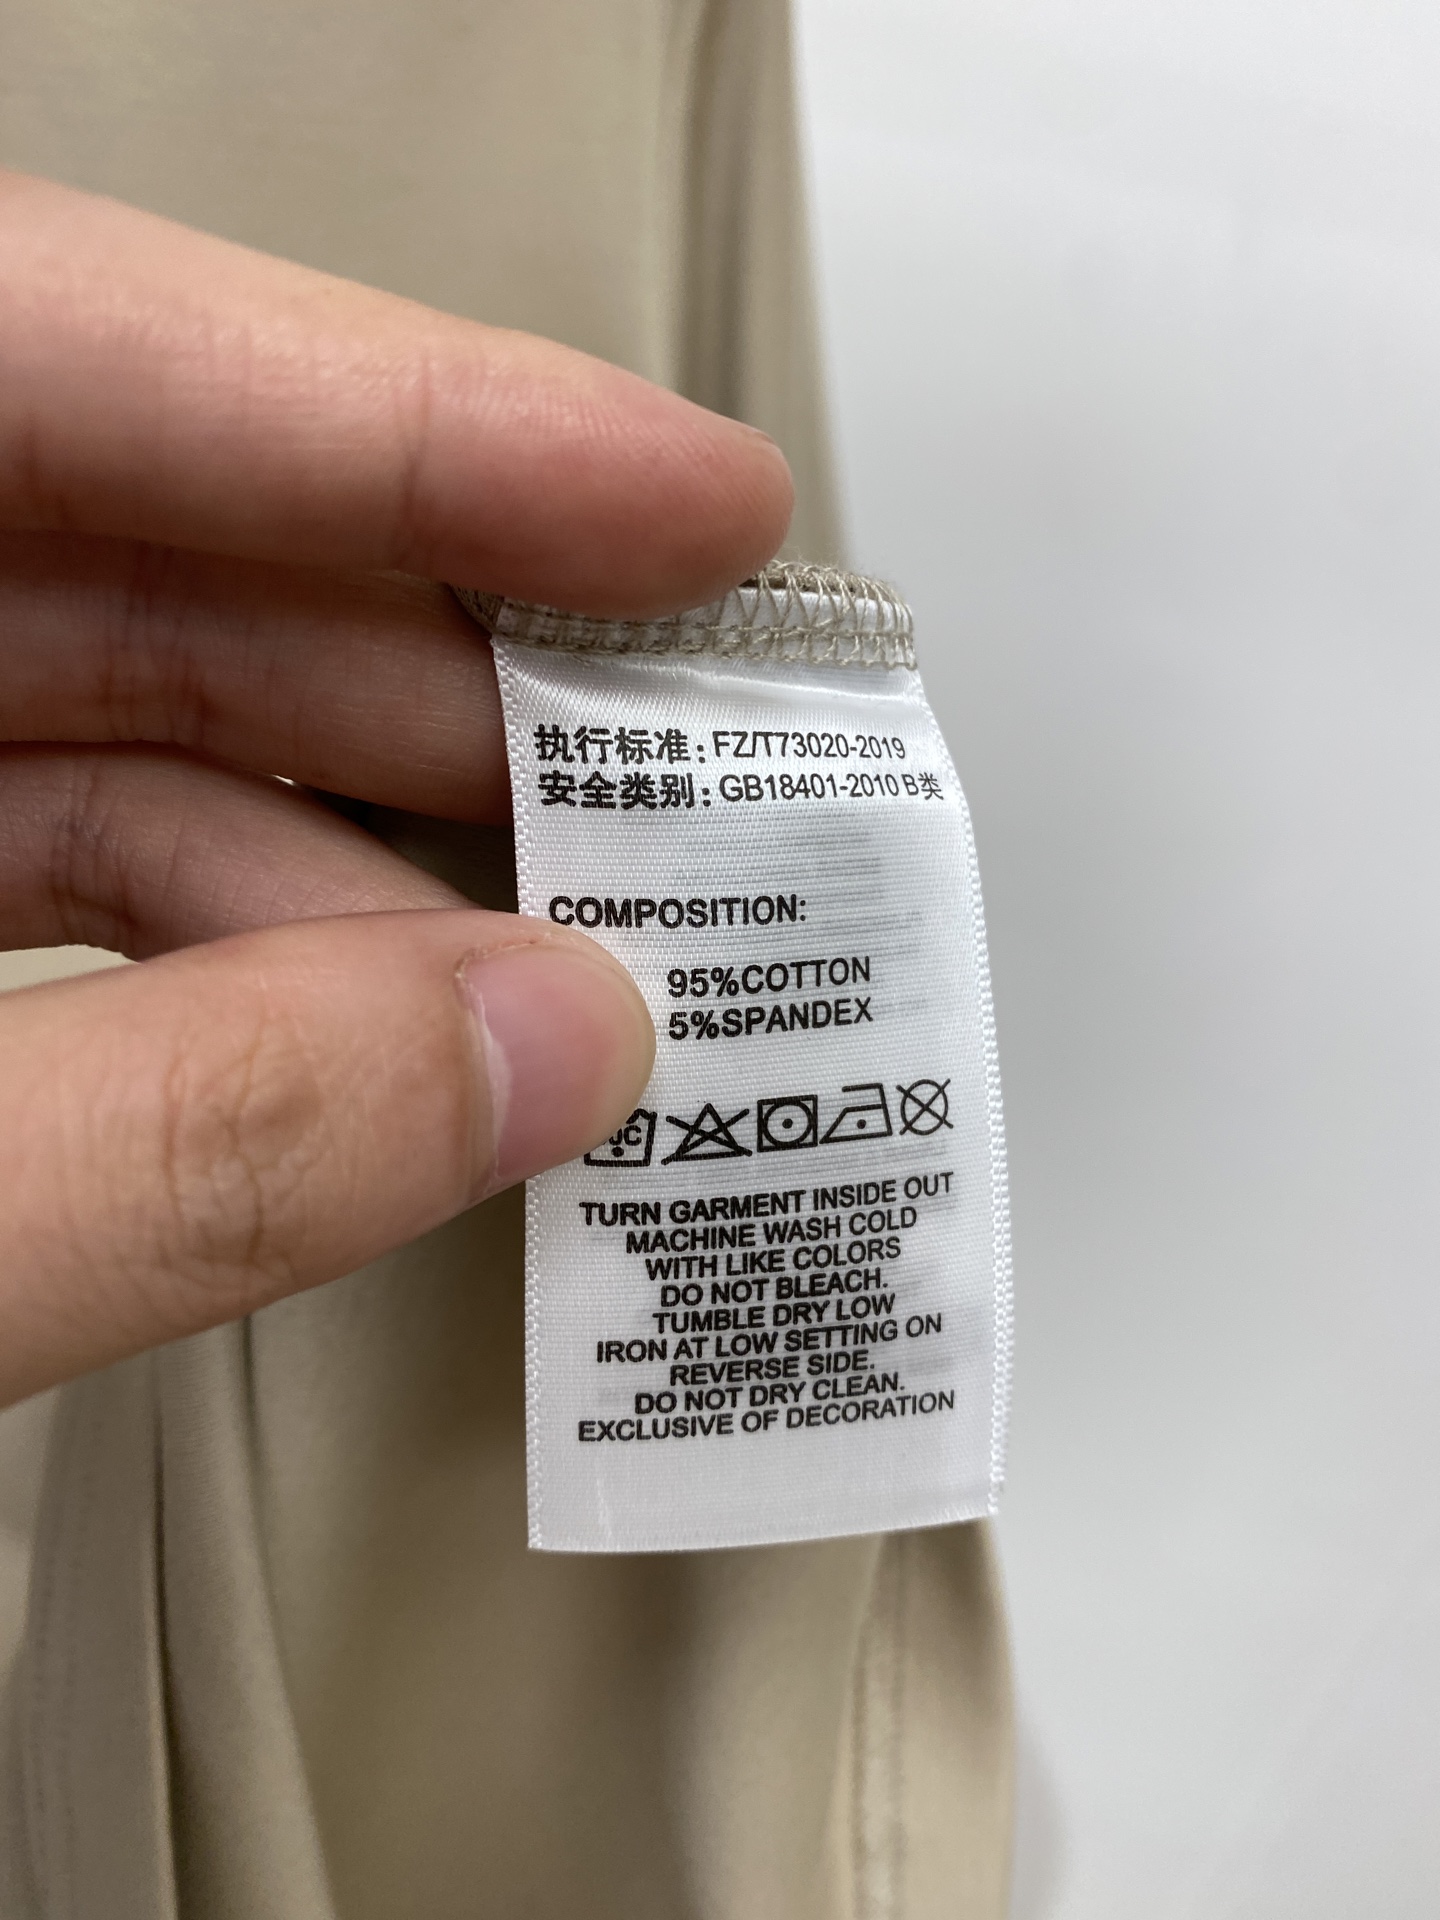 执行标准：FZ/T73020-2019
安全类别：GB18401-2010 B类
COMPOSITION:
95%COTTON
5%SPANDEX
TURN GARMENT INSIDE OUT
MACHINE WASH COLD
WITH LIKE COLORS
DO NOT BLEACH.
TUMBLE DRY LOW
IRON AT LOW SETTING ON
REVERSE SIDE.
DO NOT DRY CLEAN.
EXCLUSIVE OF DECORATION